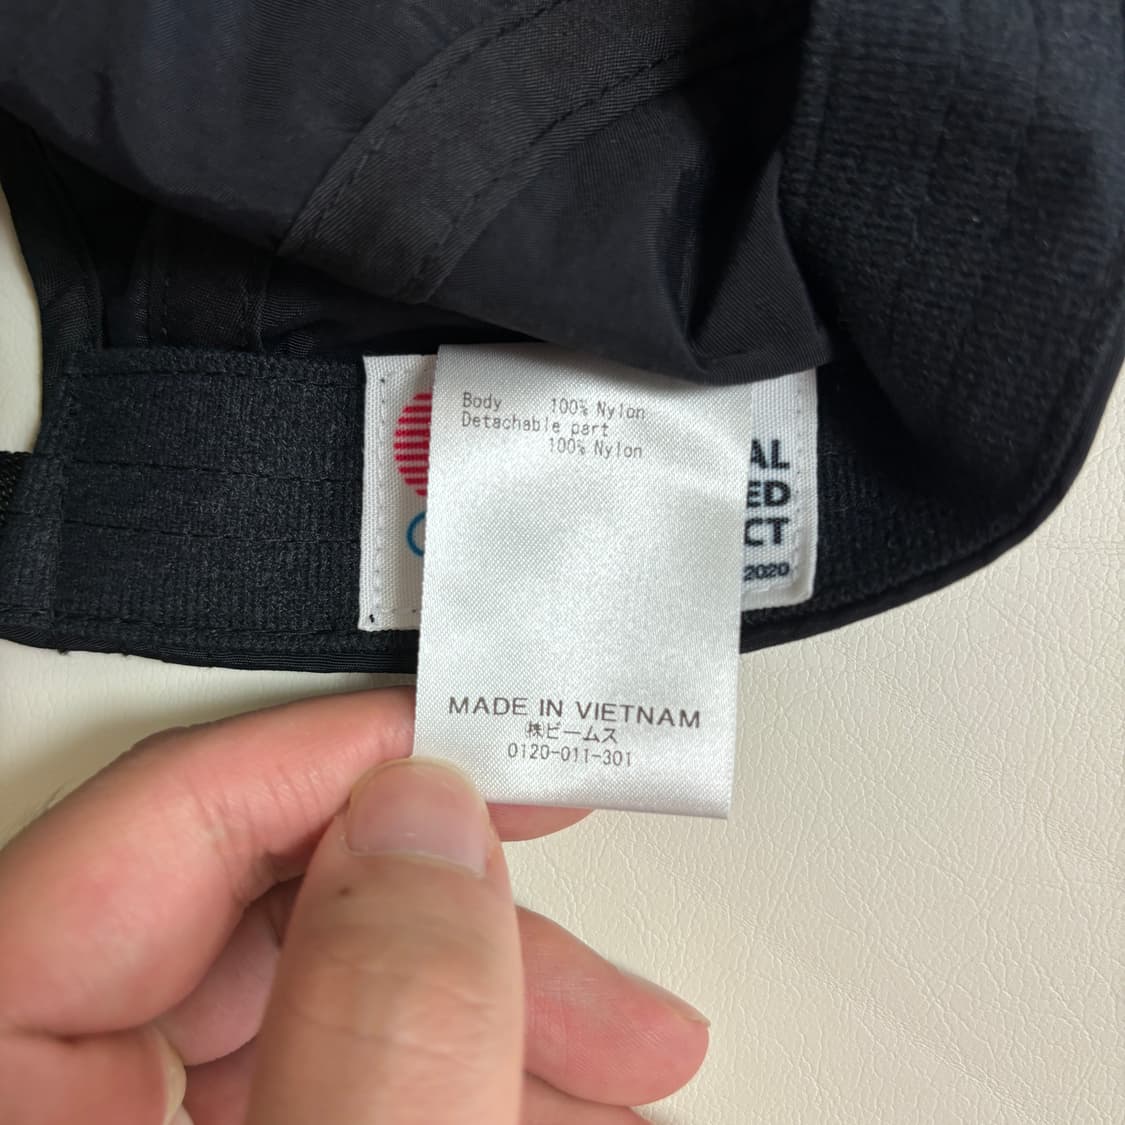 Body 100% Nylon
Detachable part
100% Nylon
AL
ED
CT
2020
MADE IN VIETNAM
㈱ビームス
0120-011-301